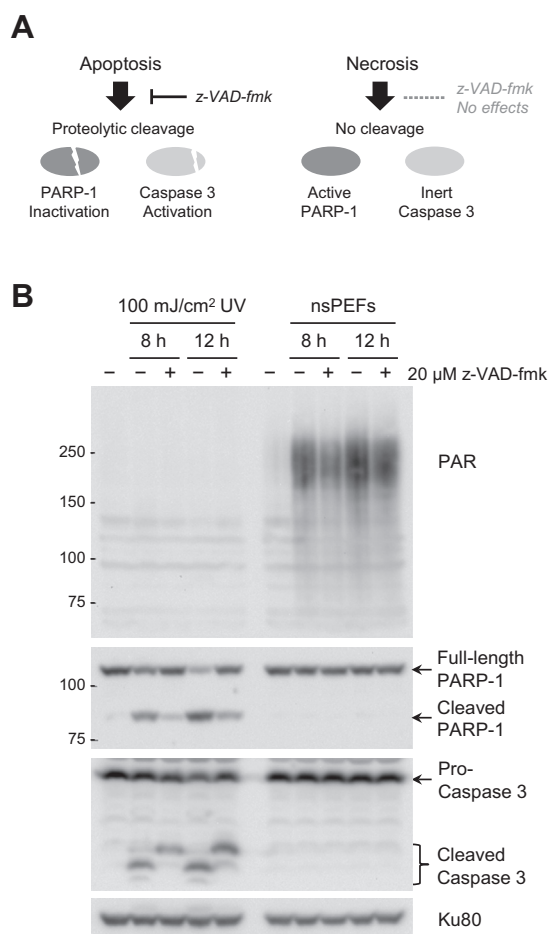 A
Apoptosis
Necrosis
z-VAD-fmk
z-VAD-fmk
No effects
Proteolytic cleavage
No cleavage
PARP-1
Inactivation
Caspase 3
Activation
Active
PARP-1
Inert
Caspase 3
B
100 mJ/cm² UV
nsPEFs
8 h
12 h
8 h
12 h
– – + – + – – + – + 20 μM z-VAD-fmk
250
150
100
75
PAR
100
75
Full-length
PARP-1
Cleaved
PARP-1
Pro-
Caspase 3
Cleaved
Caspase 3
Ku80